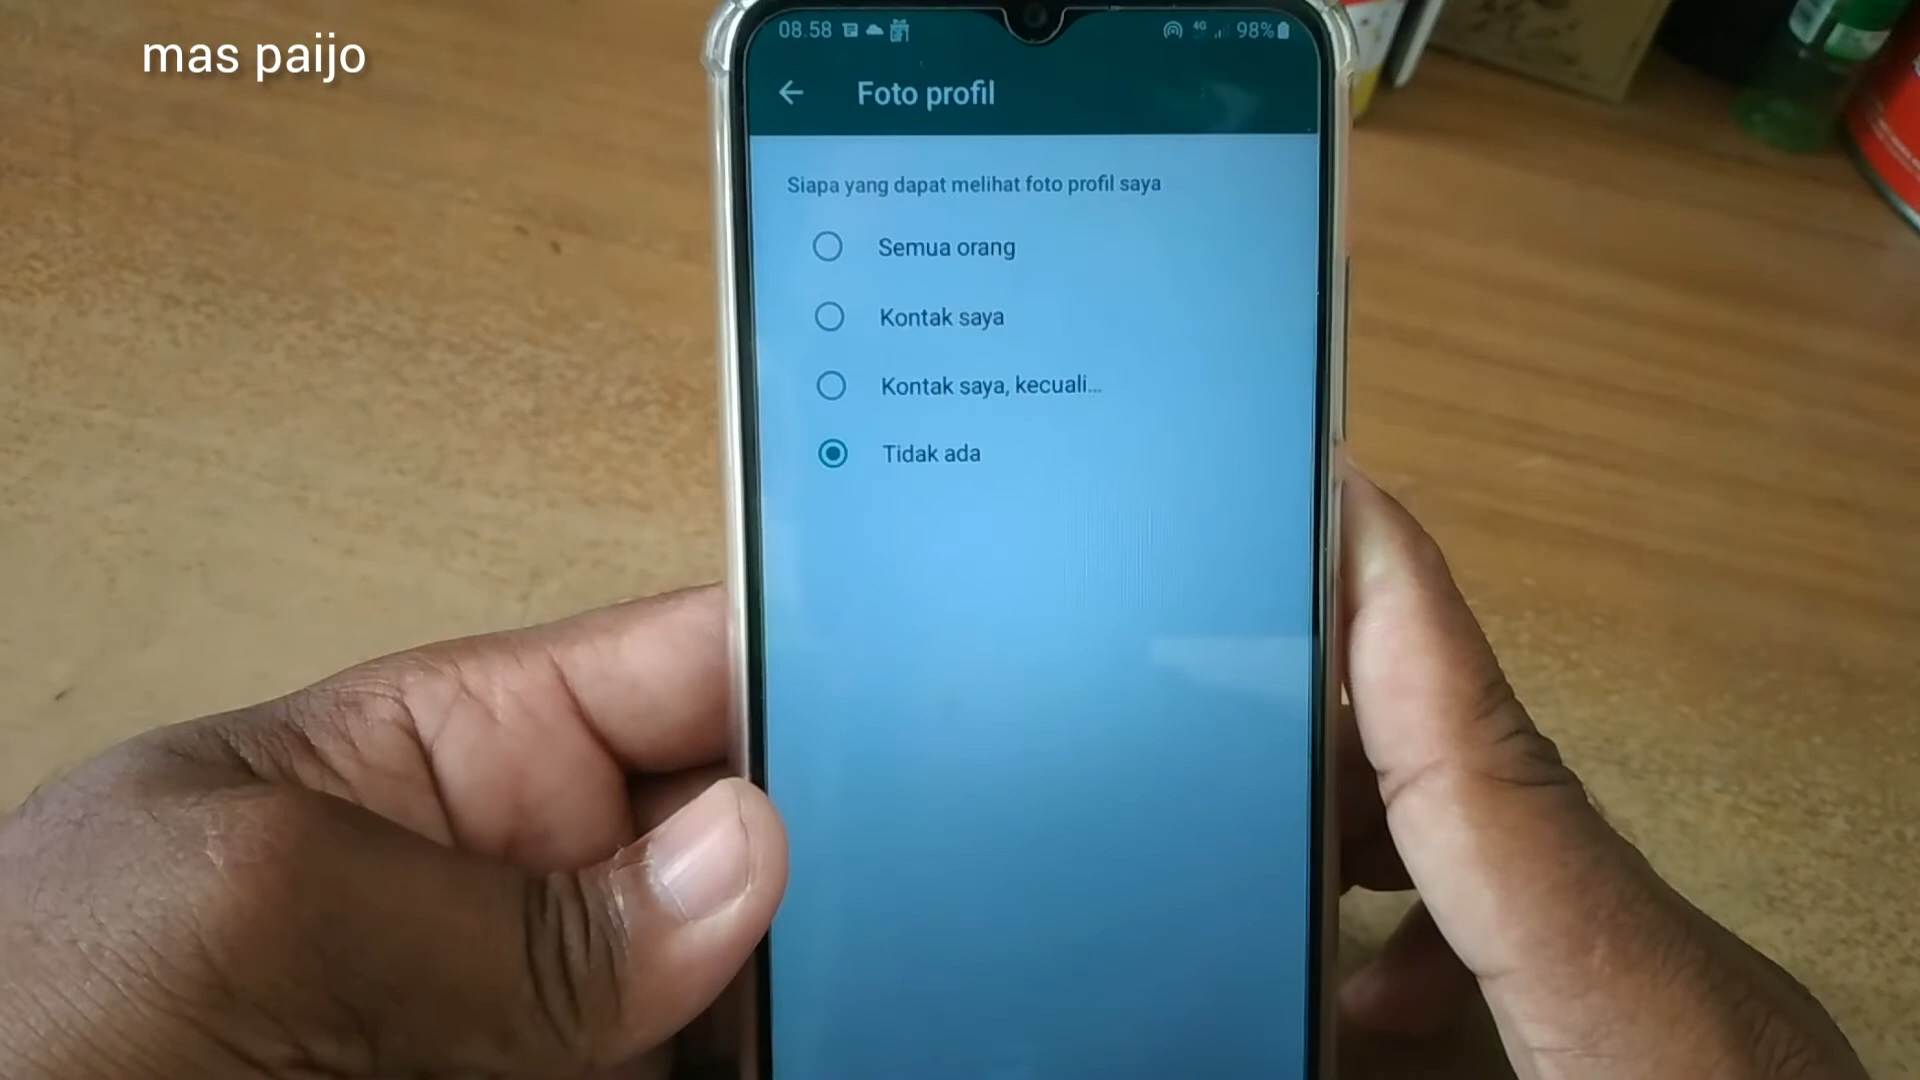 mas paijo
08.58 4G 98%
Foto profil
Siapa yang dapat melihat foto profil saya
Semua orang
Kontak saya
Kontak saya, kecuali...
Tidak ada